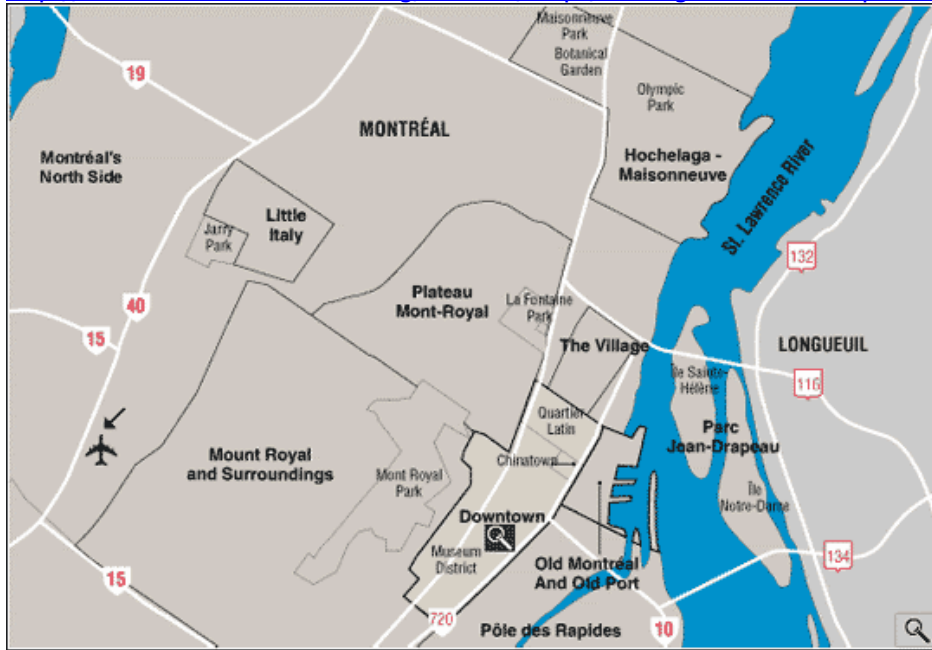 Maisonneuve
Park
Botanical
Garden
19
Olympic
Park
MONTRÉAL
Montréal's
North Side
Hochelaga -
Maisonneuve
St. Lawrence River
Little
Italy
Jarry
Park
132
40
Plateau
Mont-Royal
La Fontaine
Park
15
The Village
LONGUEUIL
Île Sainte-
Hélène
116
Quartier
Latin
Parc
Jean-Drapeau
Mount Royal
and Surroundings
Chinatown
Mont Royal
Park
Île
Notre-Dame
Downtown
Museum
District
Old Montréal
And Old Port
134
15
720
10
Pôle des Rapides